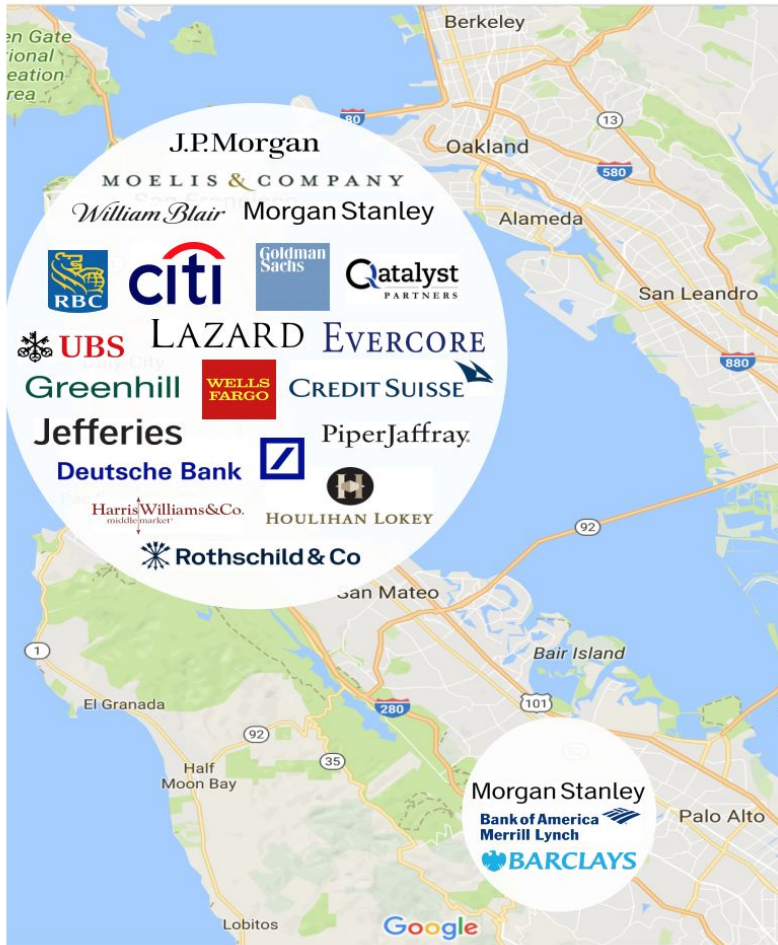 Berkeley
en Gate
tional
eation
rea
80
13
Oakland
580
Alameda
San Leandro
880
J.P.Morgan
MOELIS & COMPANY
William Blair Morgan Stanley
RBC
citi
Goldman
Sachs
Qatalyst
PARTNERS
UBS
LAZARD
EVERCORE
Greenhill
WELLS
FARGO
CREDIT SUISSE
Jefferies
PiperJaffray.
Deutsche Bank
HarrisWilliams&Co.
middle market
H
HOULIHAN LOKEY
Rothschild & Co
92
San Mateo
1
Bair Island
El Granada
280
101
92
35
Half
Moon Bay
Morgan Stanley
Bank of America
Merrill Lynch
BARCLAYS
Palo Alto
Lobitos
Google